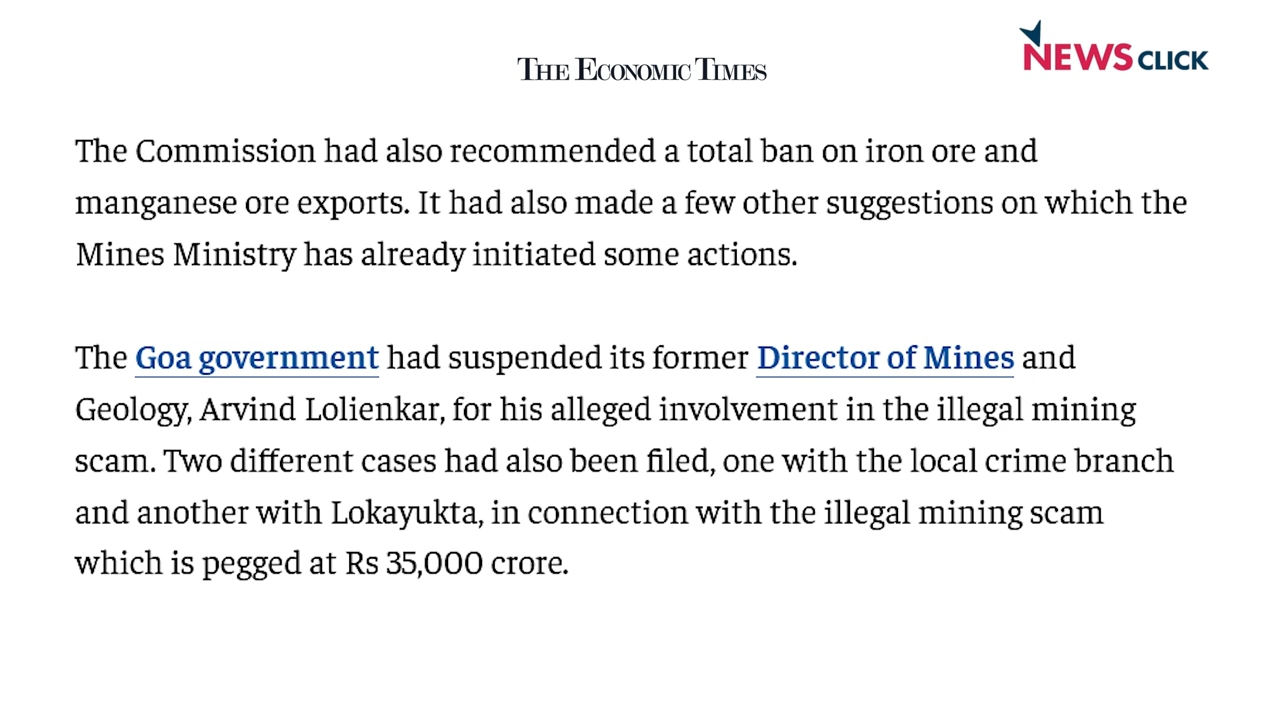 THE ECONOMIC TIMES
NEWSCLICK
The Commission had also recommended a total ban on iron ore and
manganese ore exports. It had also made a few other suggestions on which the
Mines Ministry has already initiated some actions.
The Goa government had suspended its former Director of Mines and
Geology, Arvind Lolienkar, for his alleged involvement in the illegal mining
scam. Two different cases had also been filed, one with the local crime branch
and another with Lokayukta, in connection with the illegal mining scam
which is pegged at Rs 35,000 crore.